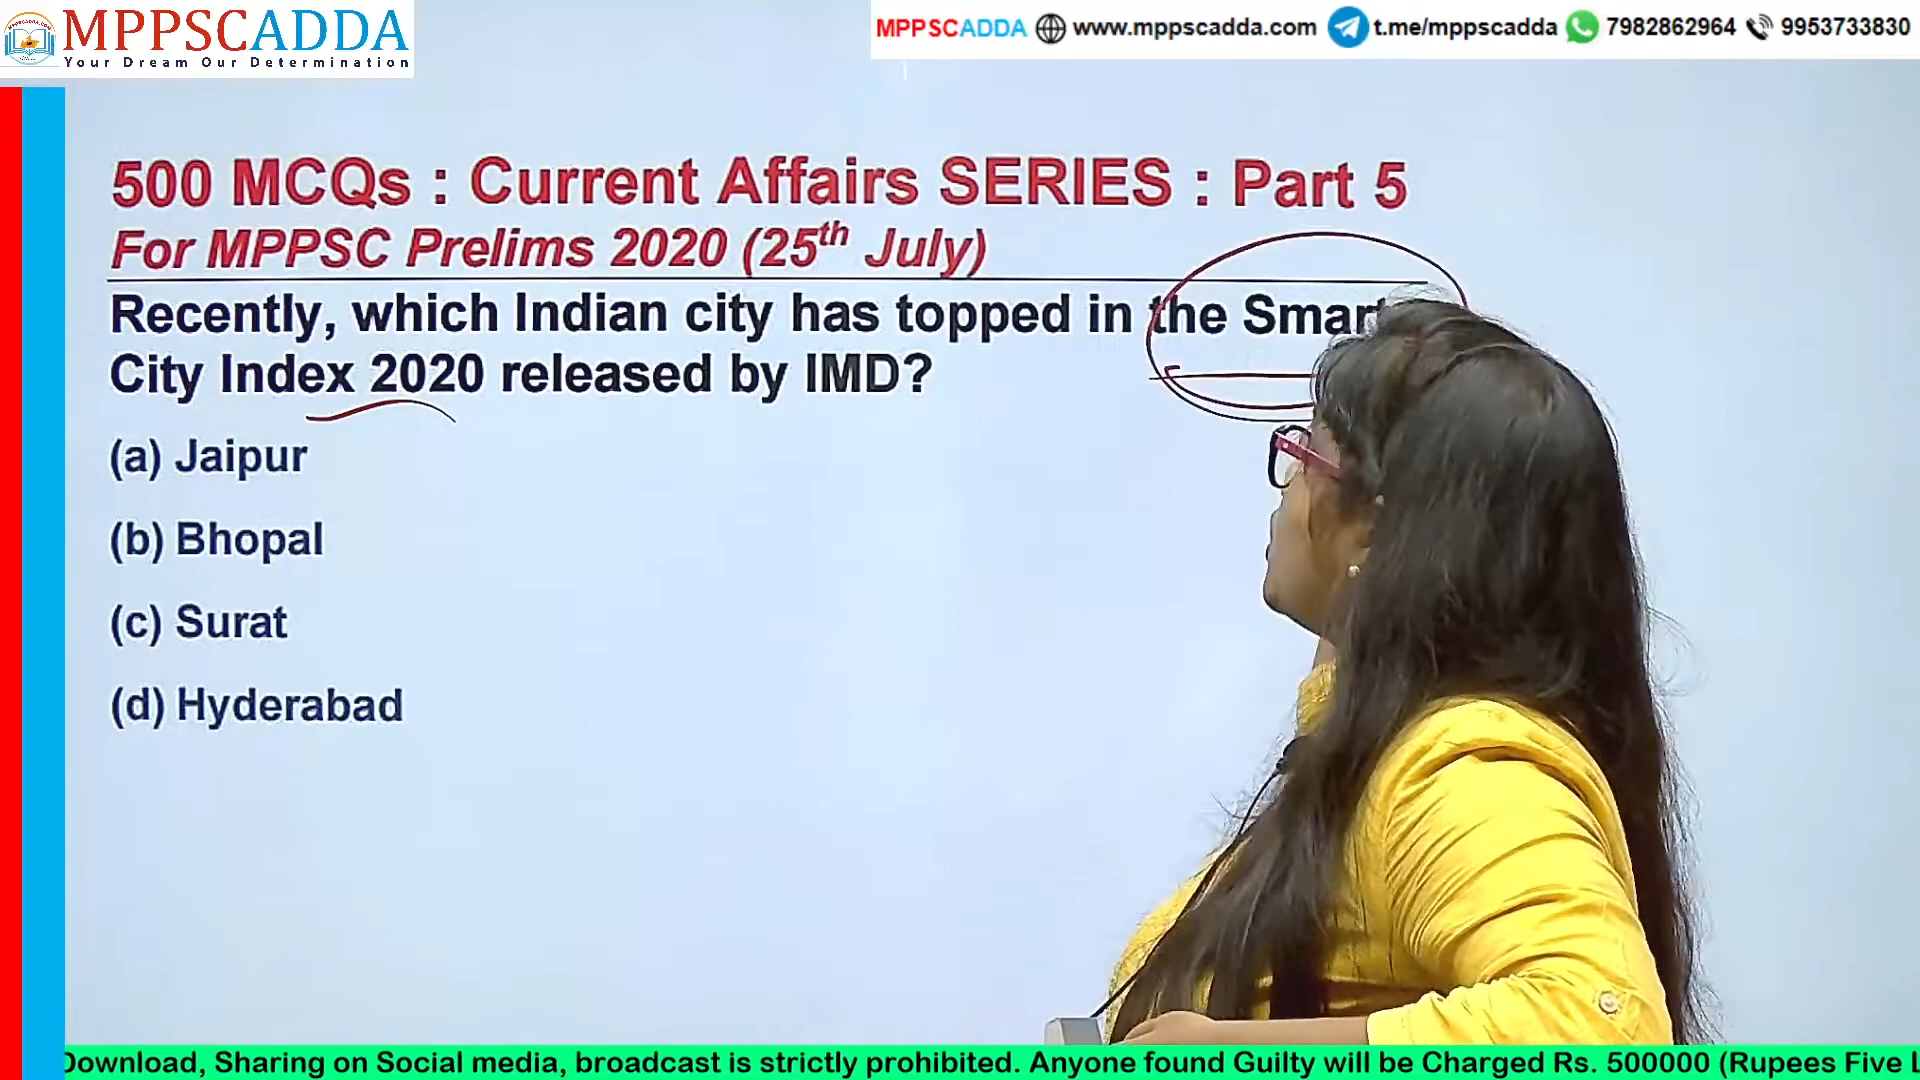 MPPSCADDA
Your Dream Our Determination
MPPSCADDA www.mppscadda.com t.me/mppscadda 7982862964 9953733830
500 MCQs : Current Affairs SERIES : Part 5
For MPPSC Prelims 2020 (25th July)
Recently, which Indian city has topped in the Smar
City Index 2020 released by IMD?
(a) Jaipur
(b) Bhopal
(c) Surat
(d) Hyderabad
Download, Sharing on Social media, broadcast is strictly prohibited. Anyone found Guilty will be Charged Rs. 500000 (Rupees Five L